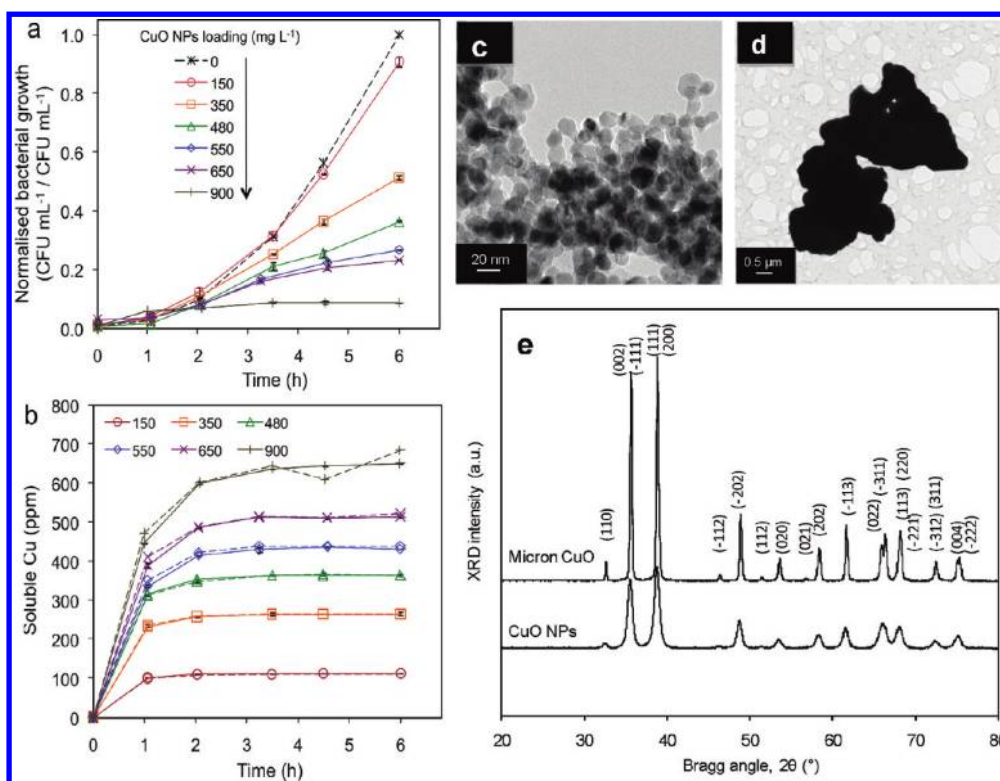 a
CuO NPs loading (mg L⁻¹)
0
150
350
480
550
650
900
Normalised bacterial growth
(CFU mL⁻¹ / CFU mL⁻¹)
1.0
0.8
0.6
0.4
0.2
0.0
0 1 2 3 4 5 6
Time (h)
b
150 350 480
550 650 900
Soluble Cu (ppm)
800
700
600
500
400
300
200
100
0
0 1 2 3 4 5 6
Time (h)
c
20 nm
d
0.5 µm
e
XRD intensity (a.u.)
(110)
(002)
(-111)
(111)
(200)
(-112)
(-202)
(112)
(020)
(021)
(202)
(-113)
(022)
(-311)
(113)
(220)
(-221)
(-312)
(311)
(004)
(-222)
Micron CuO
CuO NPs
20 30 40 50 60 70 80
Bragg angle, 2θ (°)